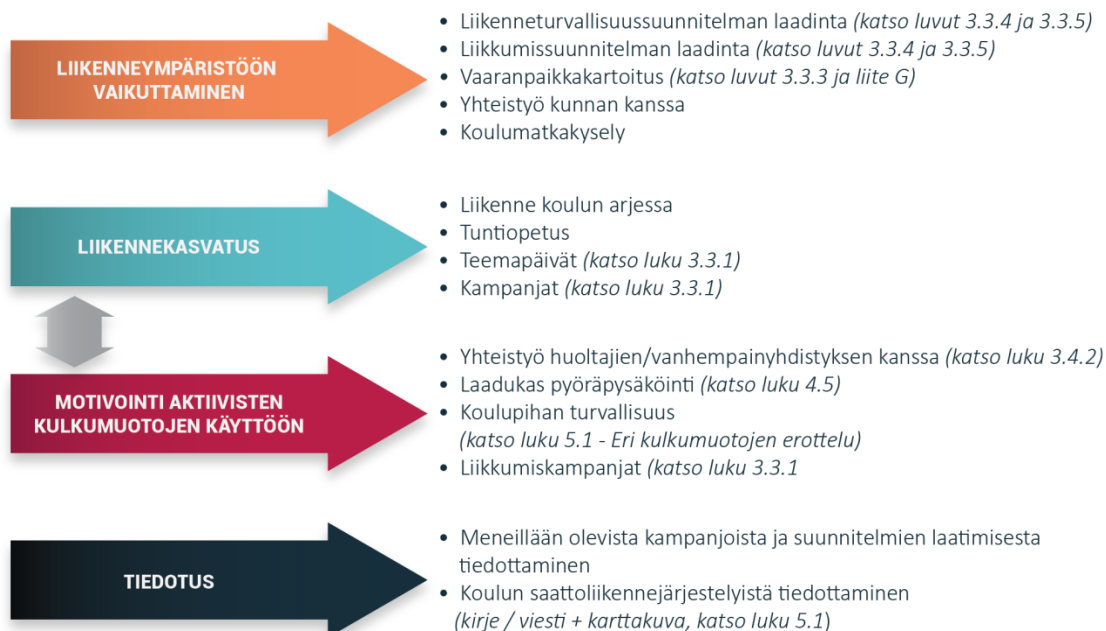 LIIKENNEYMPÄRISTÖÖN
VAIKUTTAMINEN
• Liikenneturvallisuussuunnitelman laadinta (katso luvut 3.3.4 ja 3.3.5)
• Liikkumissuunnitelman laadinta (katso luvut 3.3.4 ja 3.3.5)
• Vaaranpaikkakartoitus (katso luvut 3.3.3 ja liite G)
• Yhteistyö kunnan kanssa
• Koulumatkakysely
LIIKENNEKASVATUS
• Liikenne koulun arjessa
• Tuntiopetus
• Teemapäivät (katso luku 3.3.1)
• Kampanjat (katso luku 3.3.1)
MOTIVOINTI AKTIIVISTEN
KULKUMUOTOJEN KÄYTTÖÖN
• Yhteistyö huoltajien/vanhempainyhdistyksen kanssa (katso luku 3.4.2)
• Laadukas pyöräpysäköinti (katso luku 4.5)
• Koulupihan turvallisuus
(katso luku 5.1 - Eri kulkumuotojen erottelu)
• Liikkumiskampanjat (katso luku 3.3.1
TIEDOTUS
• Meneillään olevista kampanjoista ja suunnitelmien laatimisesta
tiedottaminen
• Koulun saattoliikennejärjestelyistä tiedottaminen
(kirje / viesti + karttakuva, katso luku 5.1)